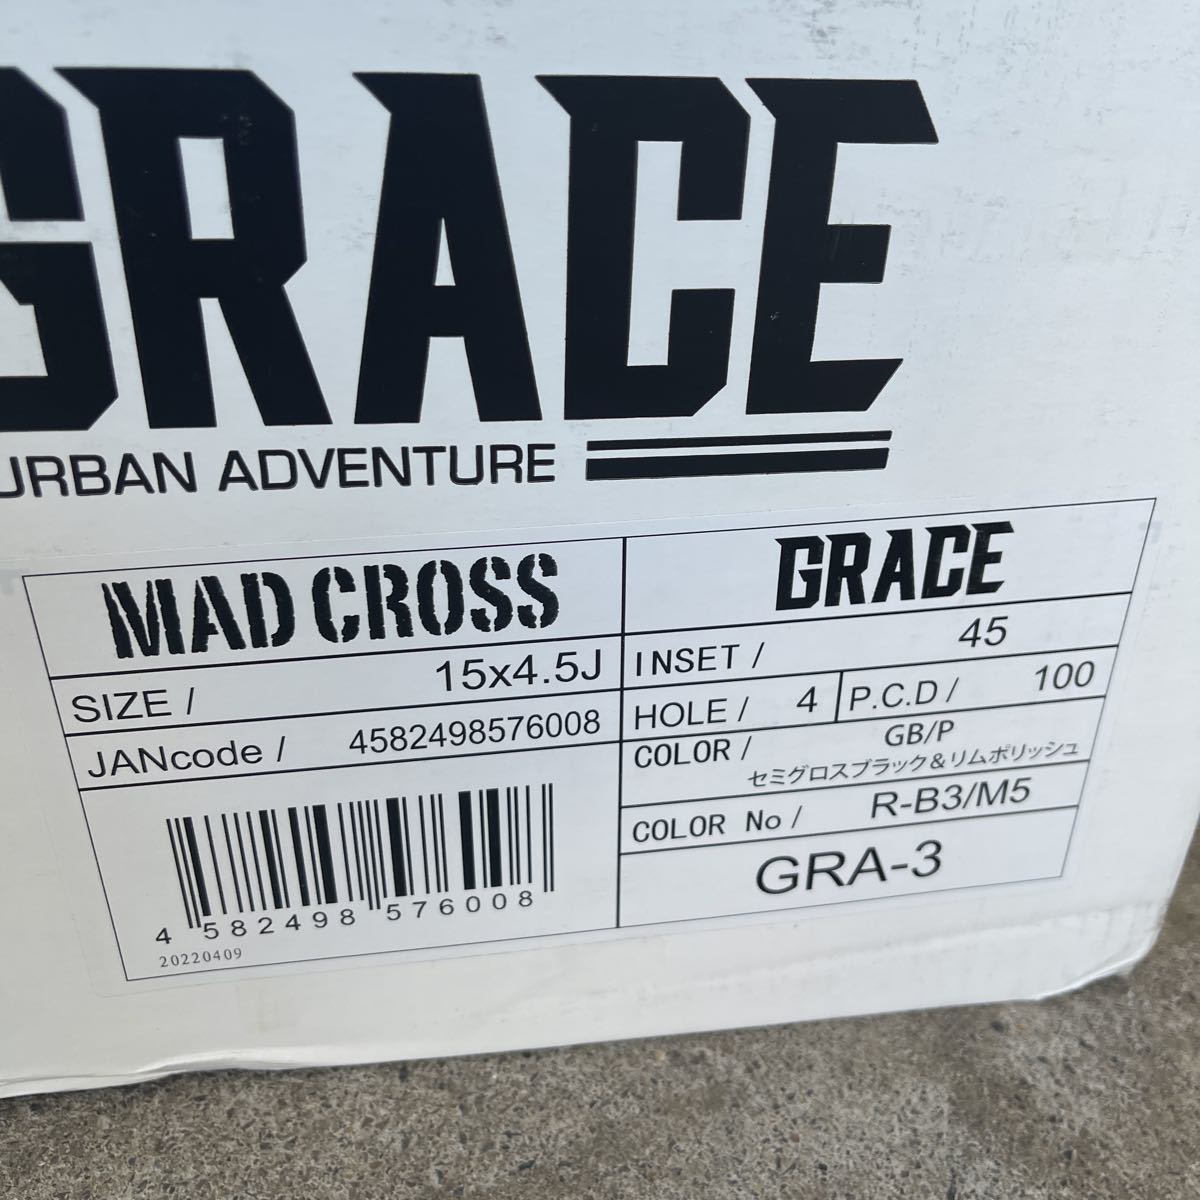 GRACE
URBAN ADVENTURE
MAD CROSS
SIZE / 15x4.5J
JANcode / 4582498576008
4 582498 576008
20220409
GRACE
INSET / 45
HOLE / 4 P.C.D / 100
COLOR / GB/P
セミグロスブラック&リムポリッシュ
COLOR No / R-B3/M5
GRA-3